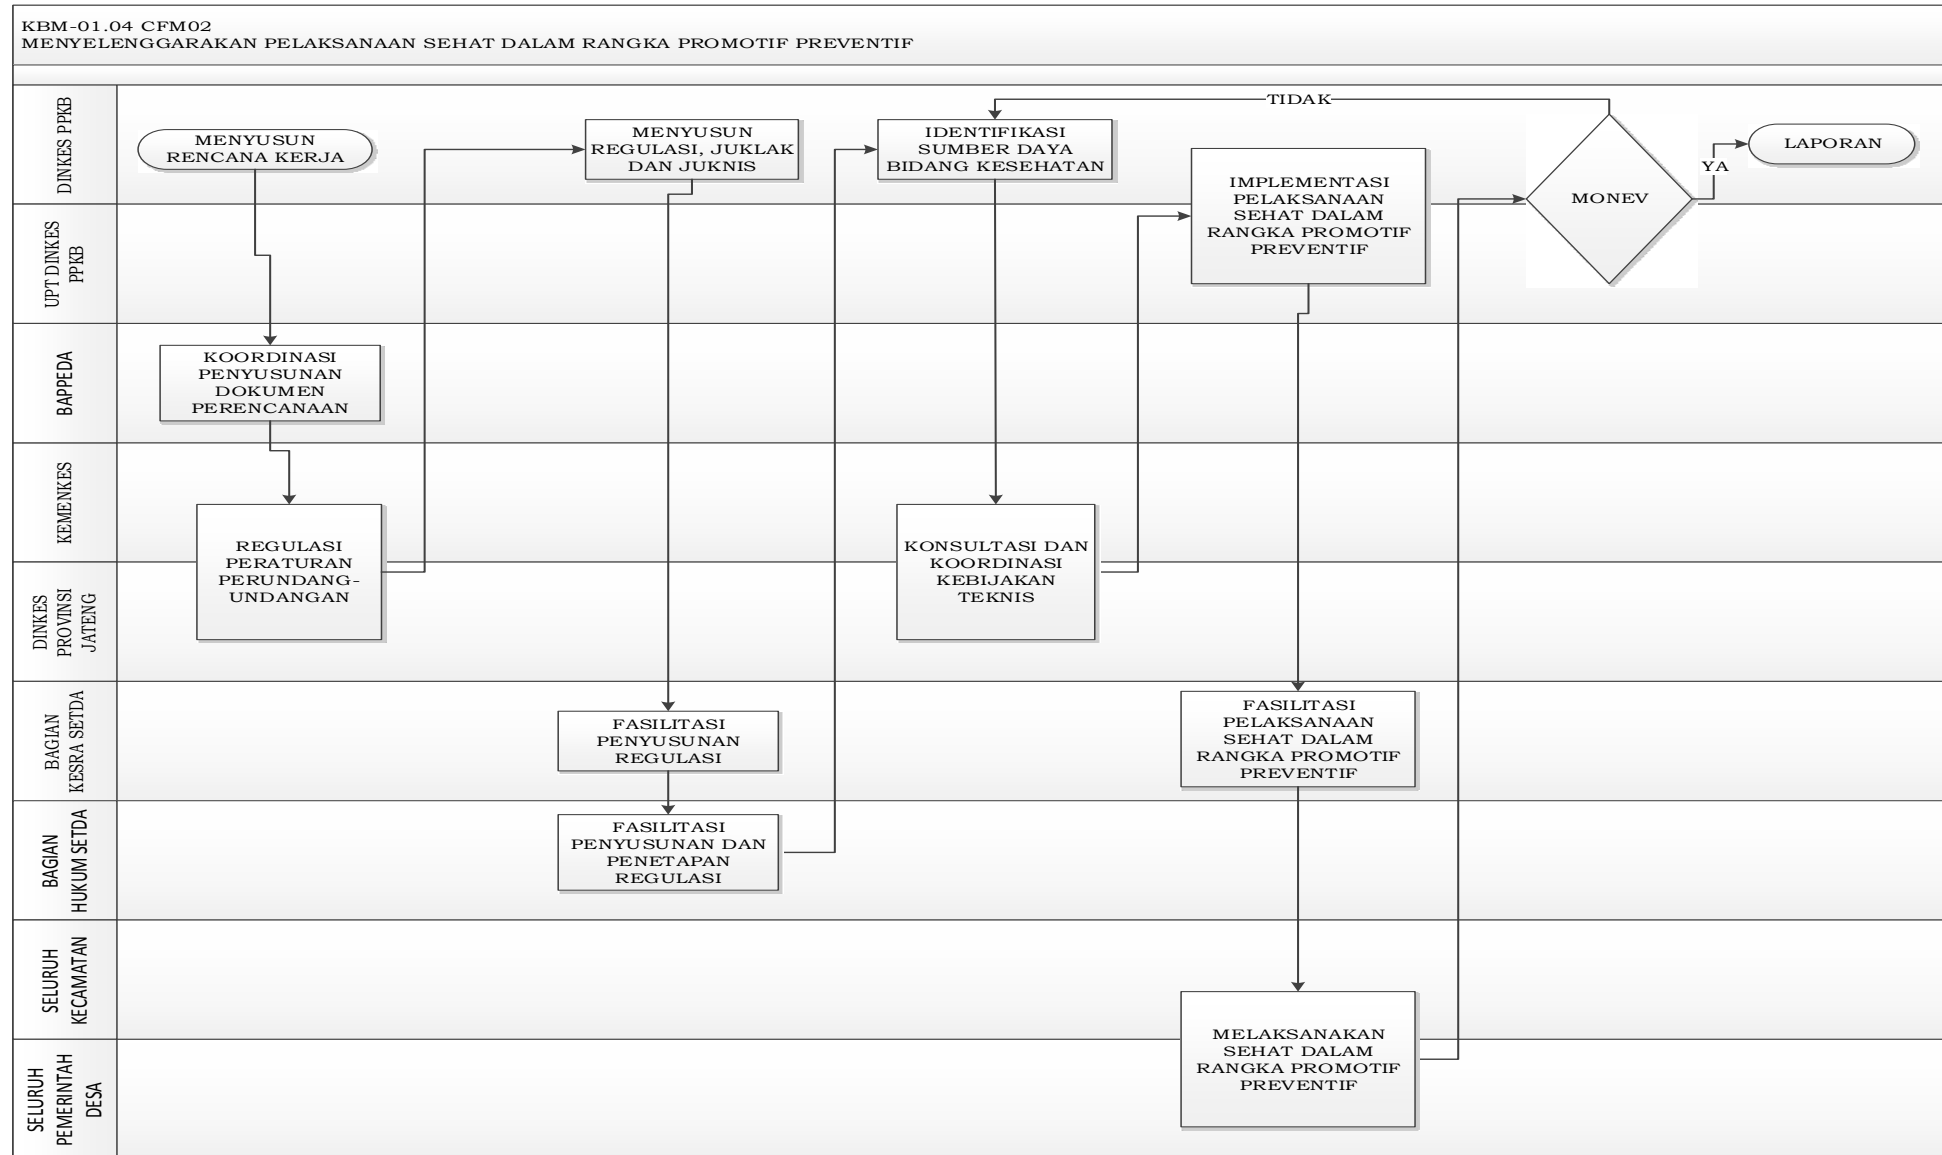 KBM-01.04 CFM02
MENYELENGGARAKAN PELAKSANAAN SEHAT DALAM RANGKA PROMOTIF PREVENTIF
DINKES PPKB
MENYUSUN
RENCANA KERJA
MENYUSUN
REGULASI, JUKLAK
DAN JUKNIS
IDENTIFIKASI
SUMBER DAYA
BIDANG KESEHATAN
TIDAK
IMPLEMENTASI
PELAKSANAAN
SEHAT DALAM
RANGKA PROMOTIF
PREVENTIF
MONEV
YA
LAPORAN
UPT DINKES
PPKB
BAPPEDA
KOORDINASI
PENYUSUNAN
DOKUMEN
PERENCANAAN
KEMENKES
REGULASI
PERATURAN
PERUNDANG-
UNDANGAN
KONSULTASI DAN
KOORDINASI
KEBIJAKAN
TEKNIS
DINKES
PROVINSI
JATENG
BAGIAN
KESRA SETDA
FASILITASI
PENYUSUNAN
REGULASI
FASILITASI
PELAKSANAAN
SEHAT DALAM
RANGKA PROMOTIF
PREVENTIF
BAGIAN
HUKUM SETDA
FASILITASI
PENYUSUNAN DAN
PENETAPAN
REGULASI
SELURUH
KECAMATAN
MELAKSANAKAN
SEHAT DALAM
RANGKA PROMOTIF
PREVENTIF
SELURUH
PEMERINTAH
DESA